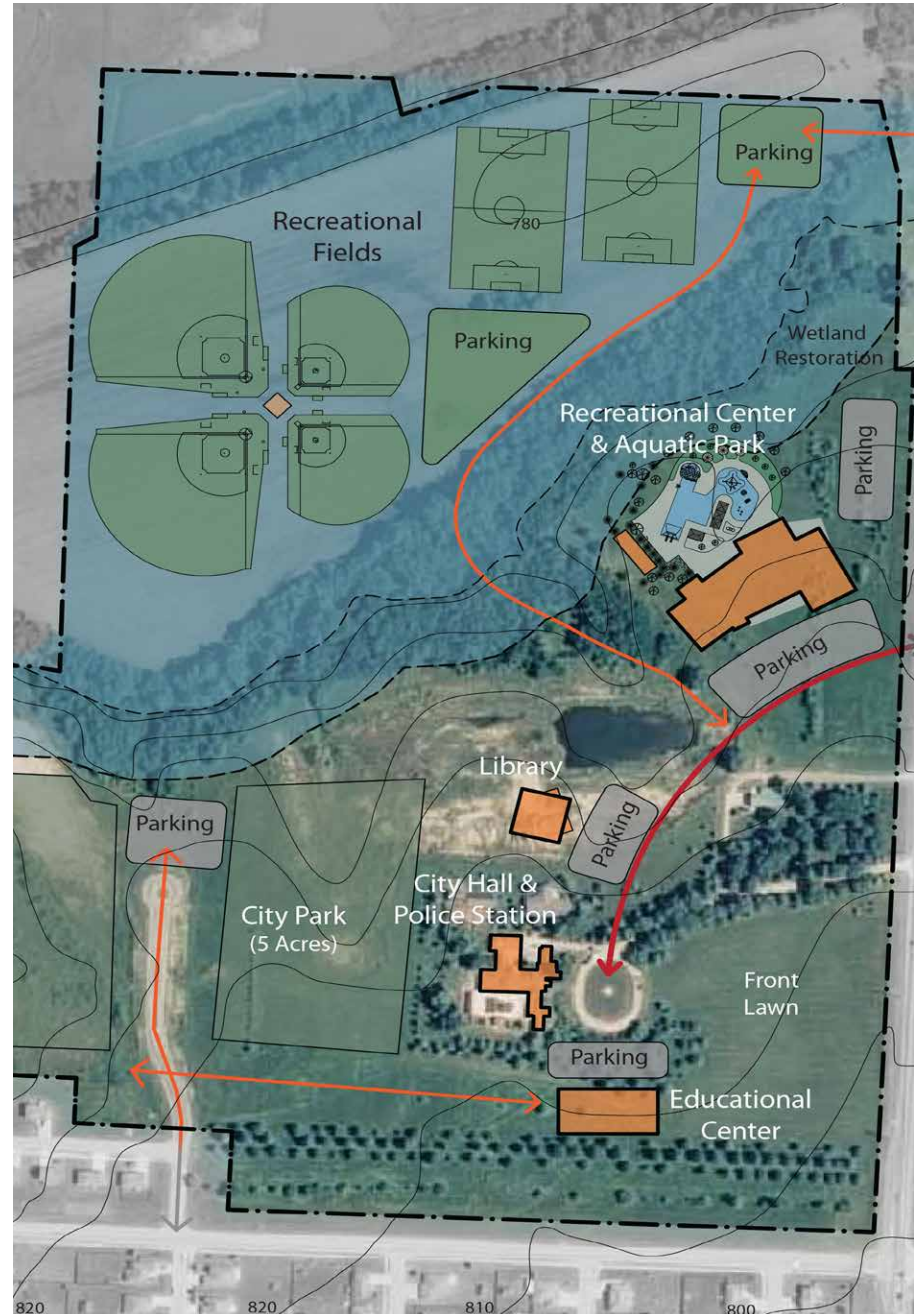 Parking
Recreational
Fields
780
Parking
Wetland
Restoration
Recreational Center
& Aquatic Park
Parking
Parking
Library
Parking
Parking
City Hall &
Police Station
City Park
(5 Acres)
Front
Lawn
Parking
Educational
Center
820
820
810
800